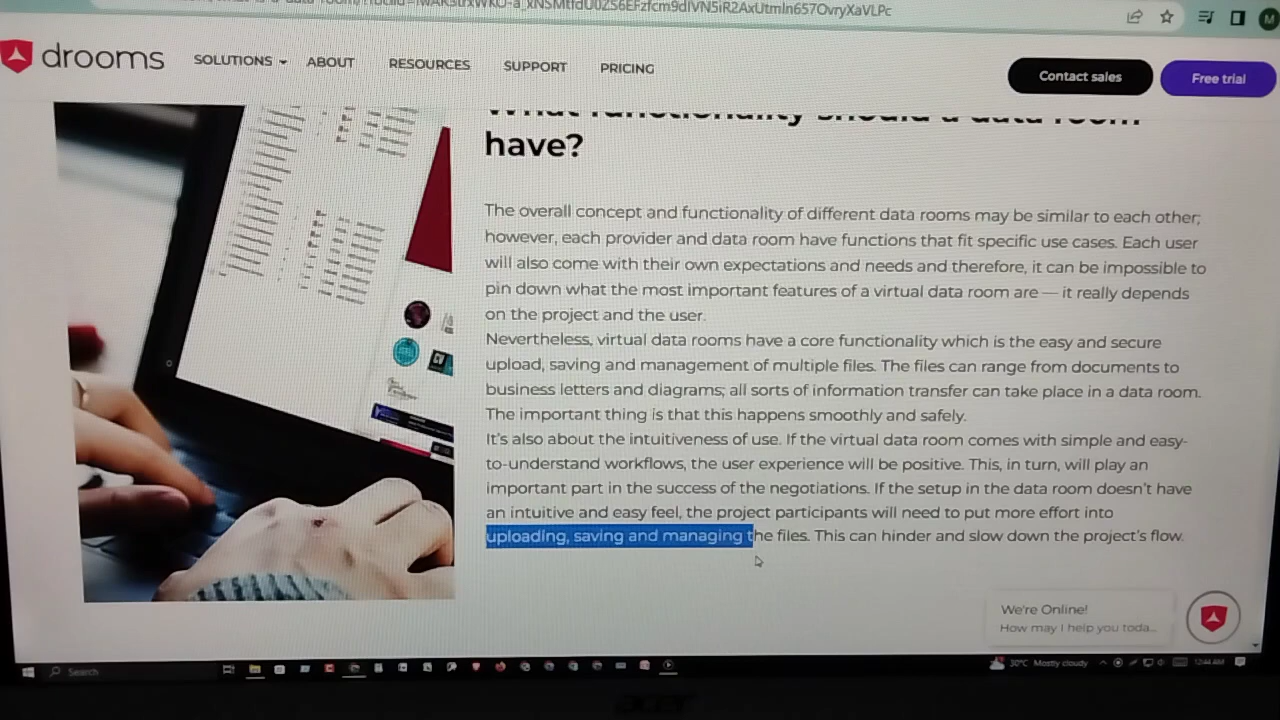 drooms
SOLUTIONS ABOUT RESOURCES SUPPORT PRICING
Contact sales
Free trial
What functionality should a data room
have?
The overall concept and functionality of different data rooms may be similar to each other;
however, each provider and data room have functions that fit specific use cases. Each user
will also come with their own expectations and needs and therefore, it can be impossible to
pin down what the most important features of a virtual data room are — it really depends
on the project and the user.
Nevertheless, virtual data rooms have a core functionality which is the easy and secure
upload, saving and management of multiple files. The files can range from documents to
business letters and diagrams; all sorts of information transfer can take place in a data room.
The important thing is that this happens smoothly and safely.
It's also about the intuitiveness of use. If the virtual data room comes with simple and easy-
to-understand workflows, the user experience will be positive. This, in turn, will play an
important part in the success of the negotiations. If the setup in the data room doesn't have
an intuitive and easy feel, the project participants will need to put more effort into
uploading, saving and managing the files. This can hinder and slow down the project's flow.
We're Online!
How may I help you toda...
Search
30°C Mostly cloudy
12:44 AM
acer